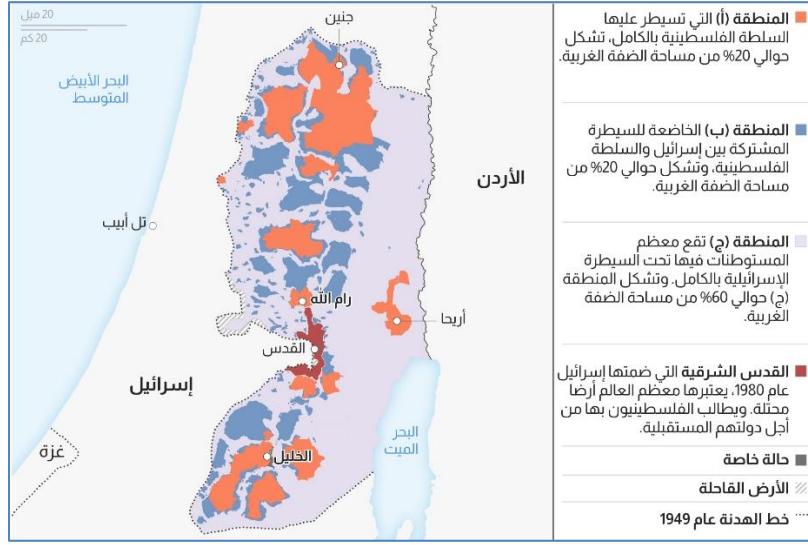 20 ميل
20 كم
جنين
البحر الأبيض
المتوسط
الأردن
تل أبيب
رام الله
أريحا
القدس
إسرائيل
البحر
الميت
الخليل
غزة
المنطقة (أ) التي تسيطر عليها
السلطة الفلسطينية بالكامل، تشكل
حوالي 20% من مساحة الضفة الغربية.
المنطقة (ب) الخاضعة للسيطرة
المشتركة بين إسرائيل والسلطة
الفلسطينية، وتشكل حوالي 20% من
مساحة الضفة الغربية.
المنطقة (ج) تقع معظم
المستوطنات فيها تحت السيطرة
الإسرائيلية بالكامل. وتشكل المنطقة
(ج) حوالي 60% من مساحة الضفة
الغربية.
القدس الشرقية التي ضمتها إسرائيل
عام 1980، يعتبرها معظم العالم أرضا
محتلة. ويطالب الفلسطينيون بها من
أجل دولتهم المستقبلية.
حالة خاصة
الأرض القاحلة
خط الهدنة عام 1949